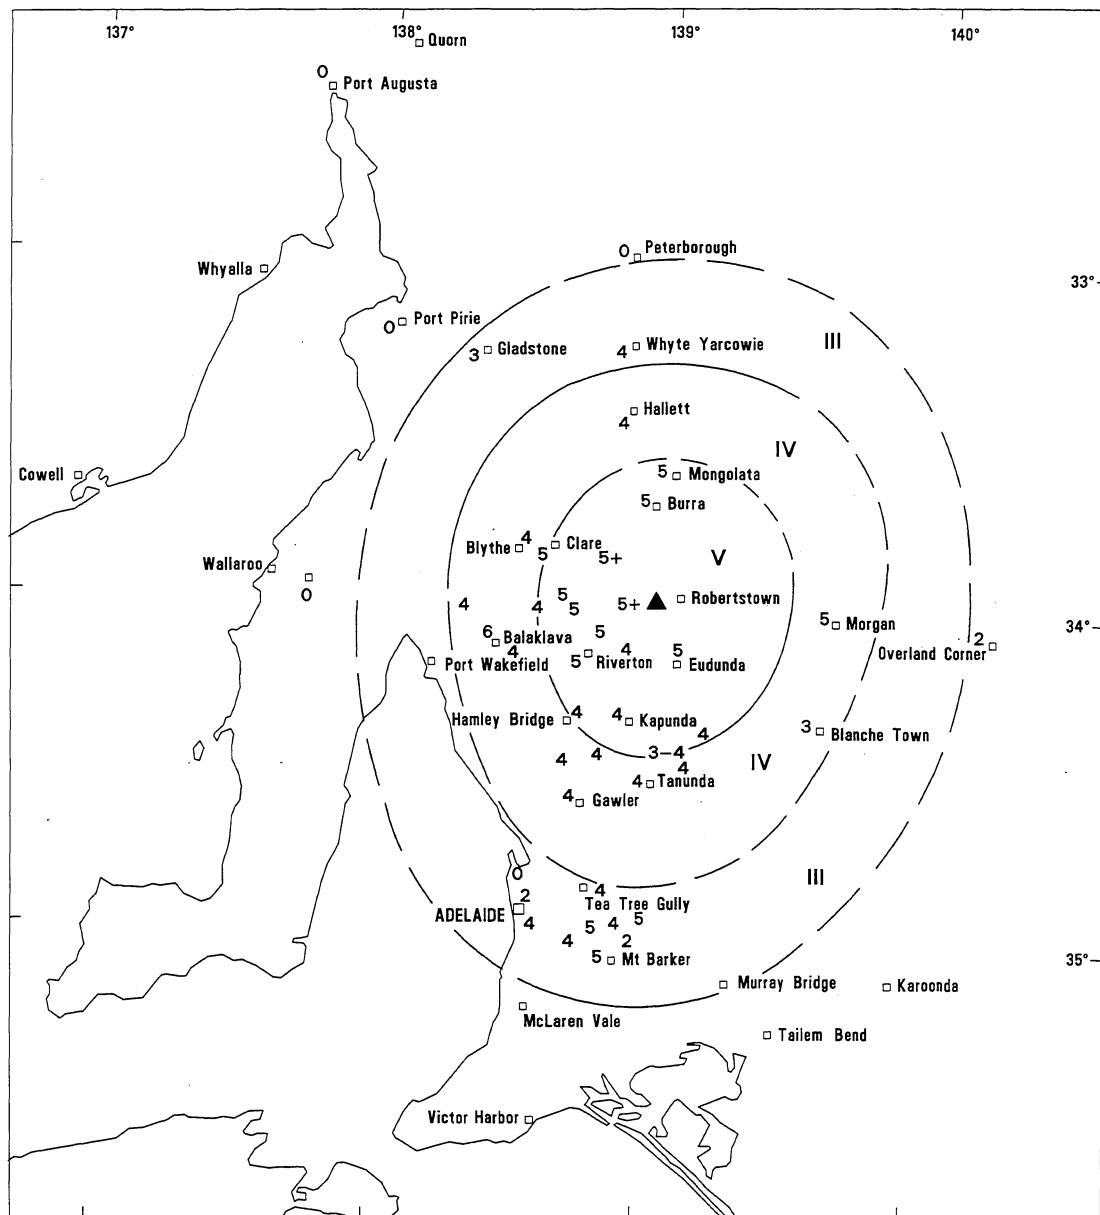 137° 138° 139° 140°
Quorn
0
Port Augusta
0 Peterborough
Whyalla
33°
Port Pirie
0
3 Gladstone
4 Whyte Yarcowie
III
Hallett
4
IV
Cowell
5 Mongolata
5 Burra
Blythe 4
5 Clare
5+
V
Wallaroo
0
4
4
5
5
5+
Robertstown
5 Morgan
34°
6 Balaklava
4
5
4
5
2
Overland Corner
Port Wakefield
5 Riverton
Eudunda
Hamley Bridge 4
4 Kapunda
4
3 Blanche Town
4
4
3-4
4
IV
4 Tanunda
4 Gawler
0
III
4
Tea Tree Gully
2
ADELAIDE
4
5
4
5
4
2
5 Mt Barker
35°
Murray Bridge
Karoonda
McLaren Vale
Tailem Bend
Victor Harbor